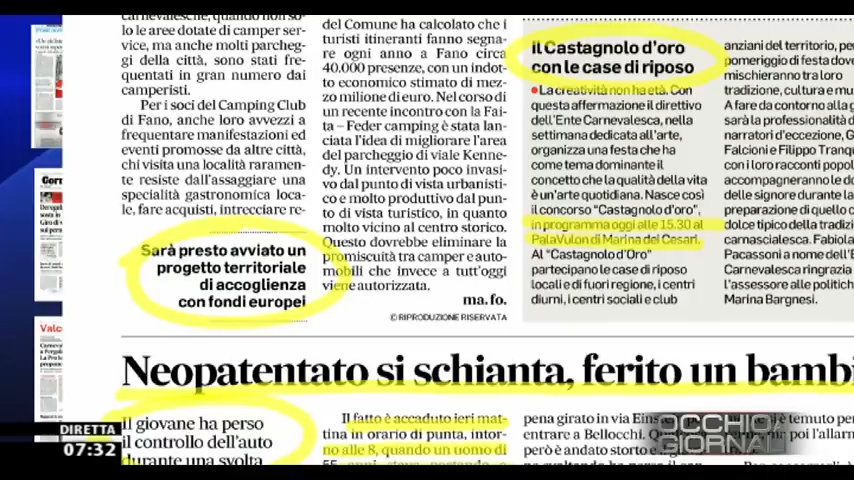 carnevalesche, quando non so-
lo le aree dotate di camper ser-
vice, ma anche molti parcheg-
gi della città, sono stati fre-
quentati in gran numero dai
camperisti.
Per i soci del Camping Club
di Fano, anche loro avvezzi a
frequentare manifestazioni ed
eventi promosse da altre città,
chi visita una località raramen-
te resiste dall'assaggiare una
specialità gastronomica loca-
le, fare acquisti, intrecciare re-
Sarà presto avviato un
progetto territoriale
di accoglienza
con fondi europei
del Comune ha calcolato che i
turisti itineranti fanno segna-
re ogni anno a Fano circa
40.000 presenze, con un indot-
to economico stimato di mez-
zo milione di euro. Nel corso di
un recente incontro con la Fai-
ta – Feder camping è stata lan-
ciata l'idea di migliorare l'area
del parcheggio di viale Kenne-
dy. Un intervento poco invasi-
vo dal punto di vista urbanisti-
co e molto produttivo dal pun-
to di vista turistico, in quanto
molto vicino al centro storico.
Questo dovrebbe eliminare la
promiscuità tra camper e auto-
mobili che invece a tutt'oggi
viene autorizzata.
ma.fo.
© RIPRODUZIONE RISERVATA
Il Castagnolo d'oro
con le case di riposo
● La creatività non ha età. Con
questa affermazione il direttivo
dell'Ente Carnevalesca, nella
settimana dedicata all'arte,
organizza una festa che ha
come tema dominante il
concetto che la qualità della vita
è un'arte quotidiana. Nasce così
il concorso "Castagnolo d'oro",
in programma oggi alle 15.30 al
PalaVulon di Marina dei Cesari.
Al "Castagnolo d'Oro"
partecipano le case di riposo
locali e di fuori regione, i centri
diurni, i centri sociali e club
anziani del territorio, pe
pomeriggio di festa dove
mischieranno tra loro
tradizione, cultura e mu
A fare da contorno alla g
sarà la professionalità d
narratori d'eccezione, G
Falcioni e Filippo Tranqu
con i loro racconti popol
accompagneranno le do
delle signore durante la
preparazione di quello c
dolce tipico della tradizio
carnascialesca. Fabiola
Pacassoni a nome dell'E
Carnevalesca ringrazia
l'assessore alle politich
Marina Bargnesi.
Neopatentato si schianta, ferito un bambi
Il giovane ha perso
il controllo dell'auto
durante una svolta
Il fatto è accaduto ieri mat-
tina in orario di punta, intor-
no alle 8, quando un uomo di
pena girato in via Einst
entrare a Bellocchi.
però è andato storto e
DIRETTA
07:32
OCCHIO
GIORNAL